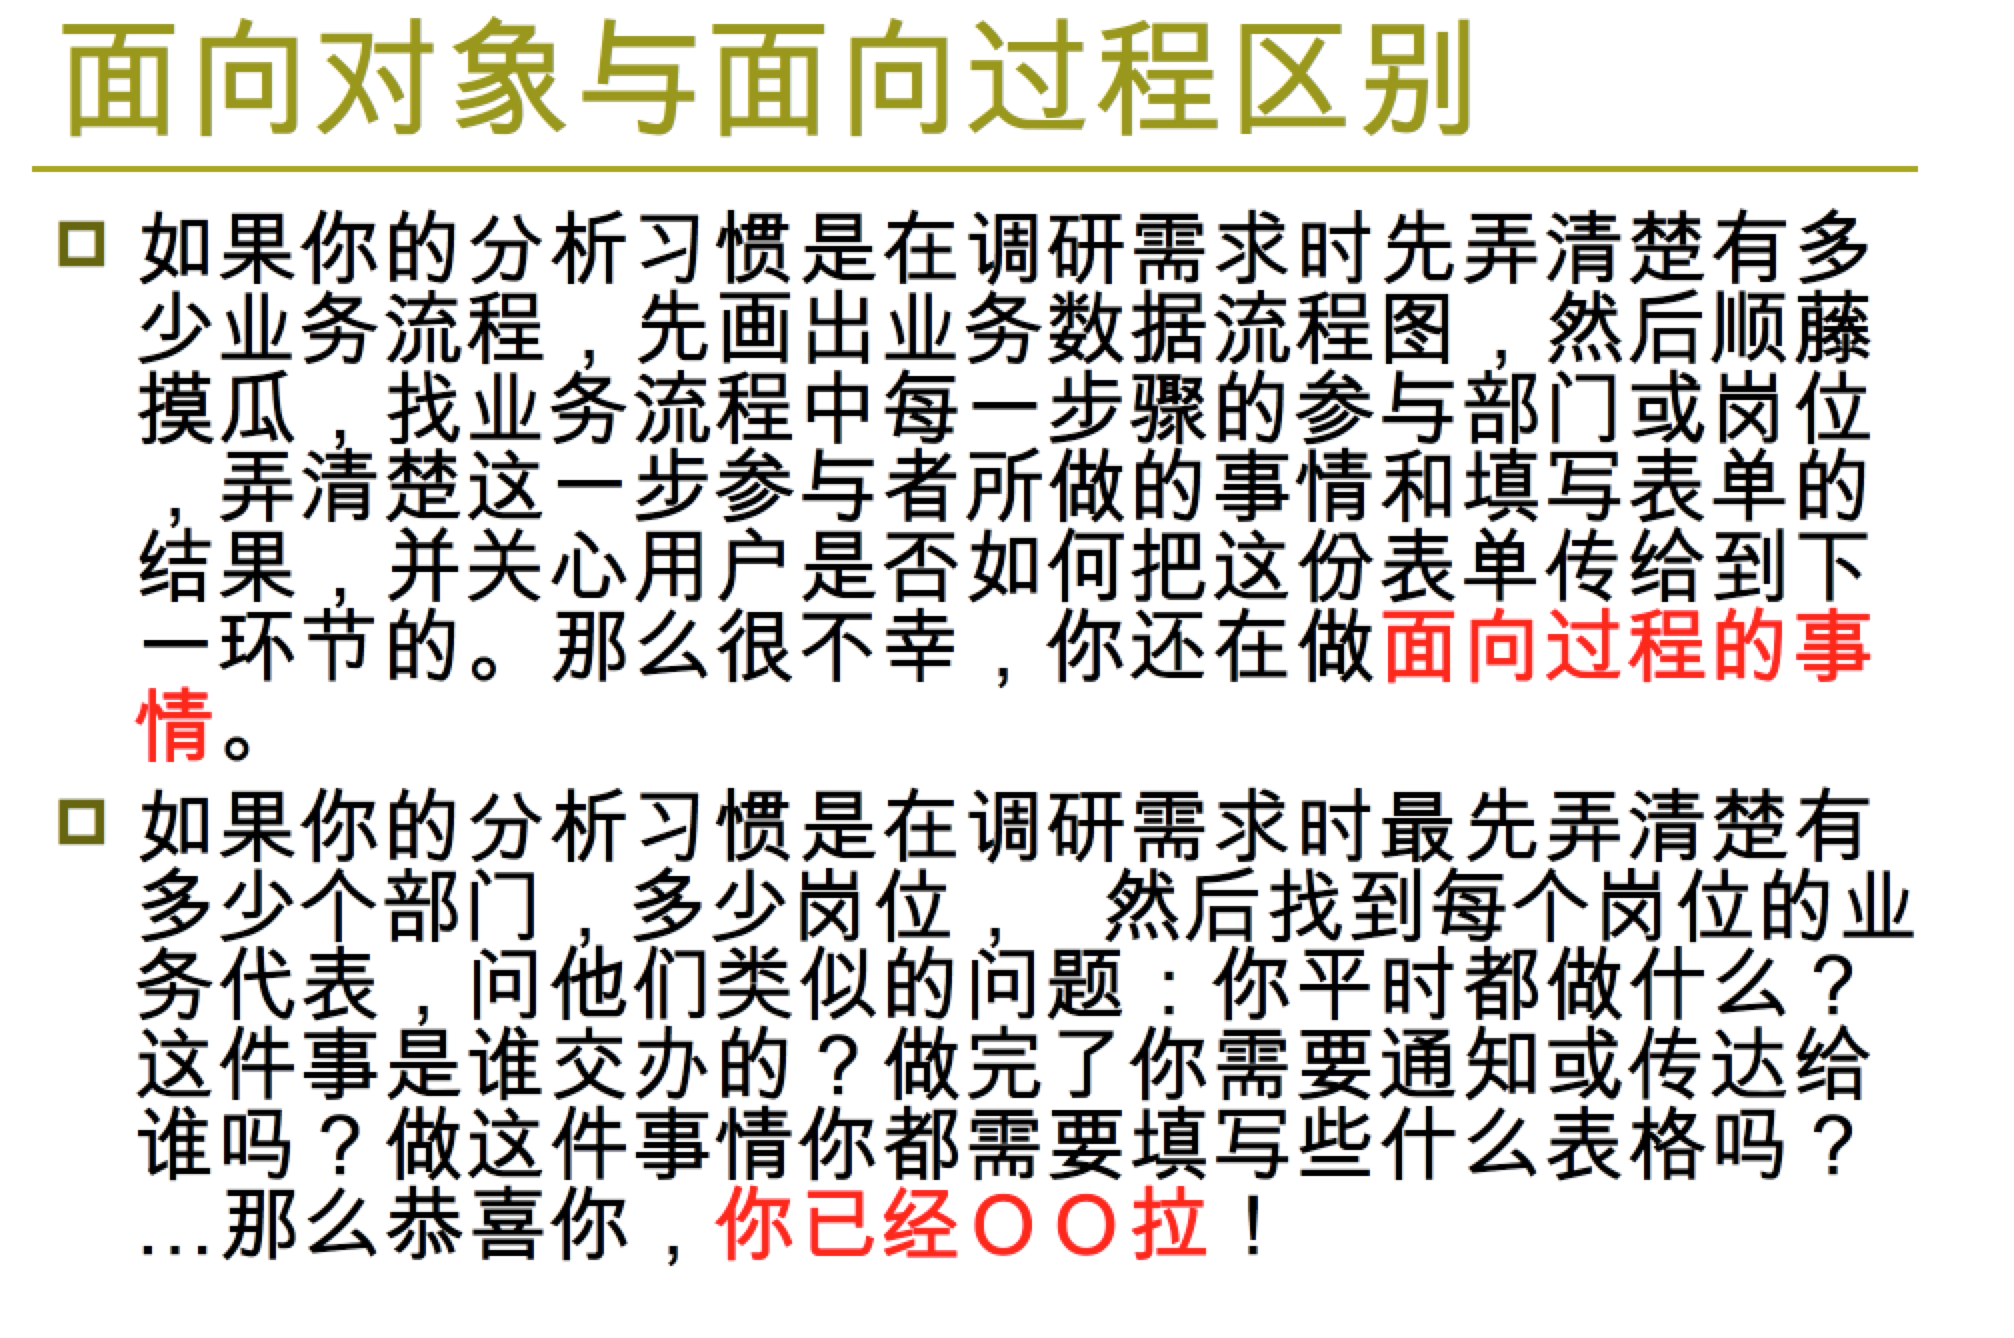 面向对象与面向过程区别
如果你的分析习惯是在调研需求时先弄清楚有多
少业务流程，先画出业务数据流程图，然后顺藤
摸瓜，找业务流程中每一步骤的参与部门或岗位
，弄清楚这一步参与者所做的事情和填写表单的
结果，并关心用户是否如何把这份表单传给到下
一环节的。那么很不幸，你还在做面向过程的事
情。
如果你的分析习惯是在调研需求时最先弄清楚有
多少个部门，多少岗位，　然后找到每个岗位的业
务代表，问他们类似的问题：你平时都做什么？
这件事是谁交办的？做完了你需要通知或传达给
谁吗？做这件事情你都需要填写些什么表格吗？
…那么恭喜你，你已经ＯＯ拉！